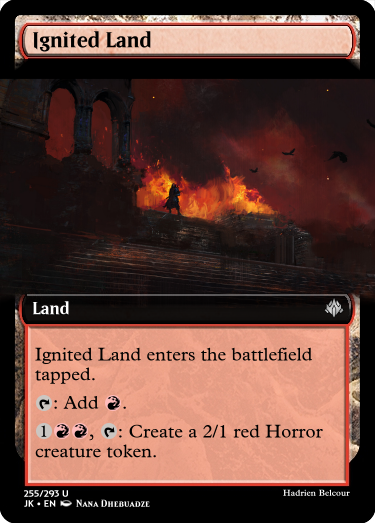 Ignited Land
Land
Ignited Land enters the battlefield
tapped.
: Add .
1, : Create a 2/1 red Horror
creature token.
255/293 U
Hadrien Belcour
JK • EN Nana Dhebuadze